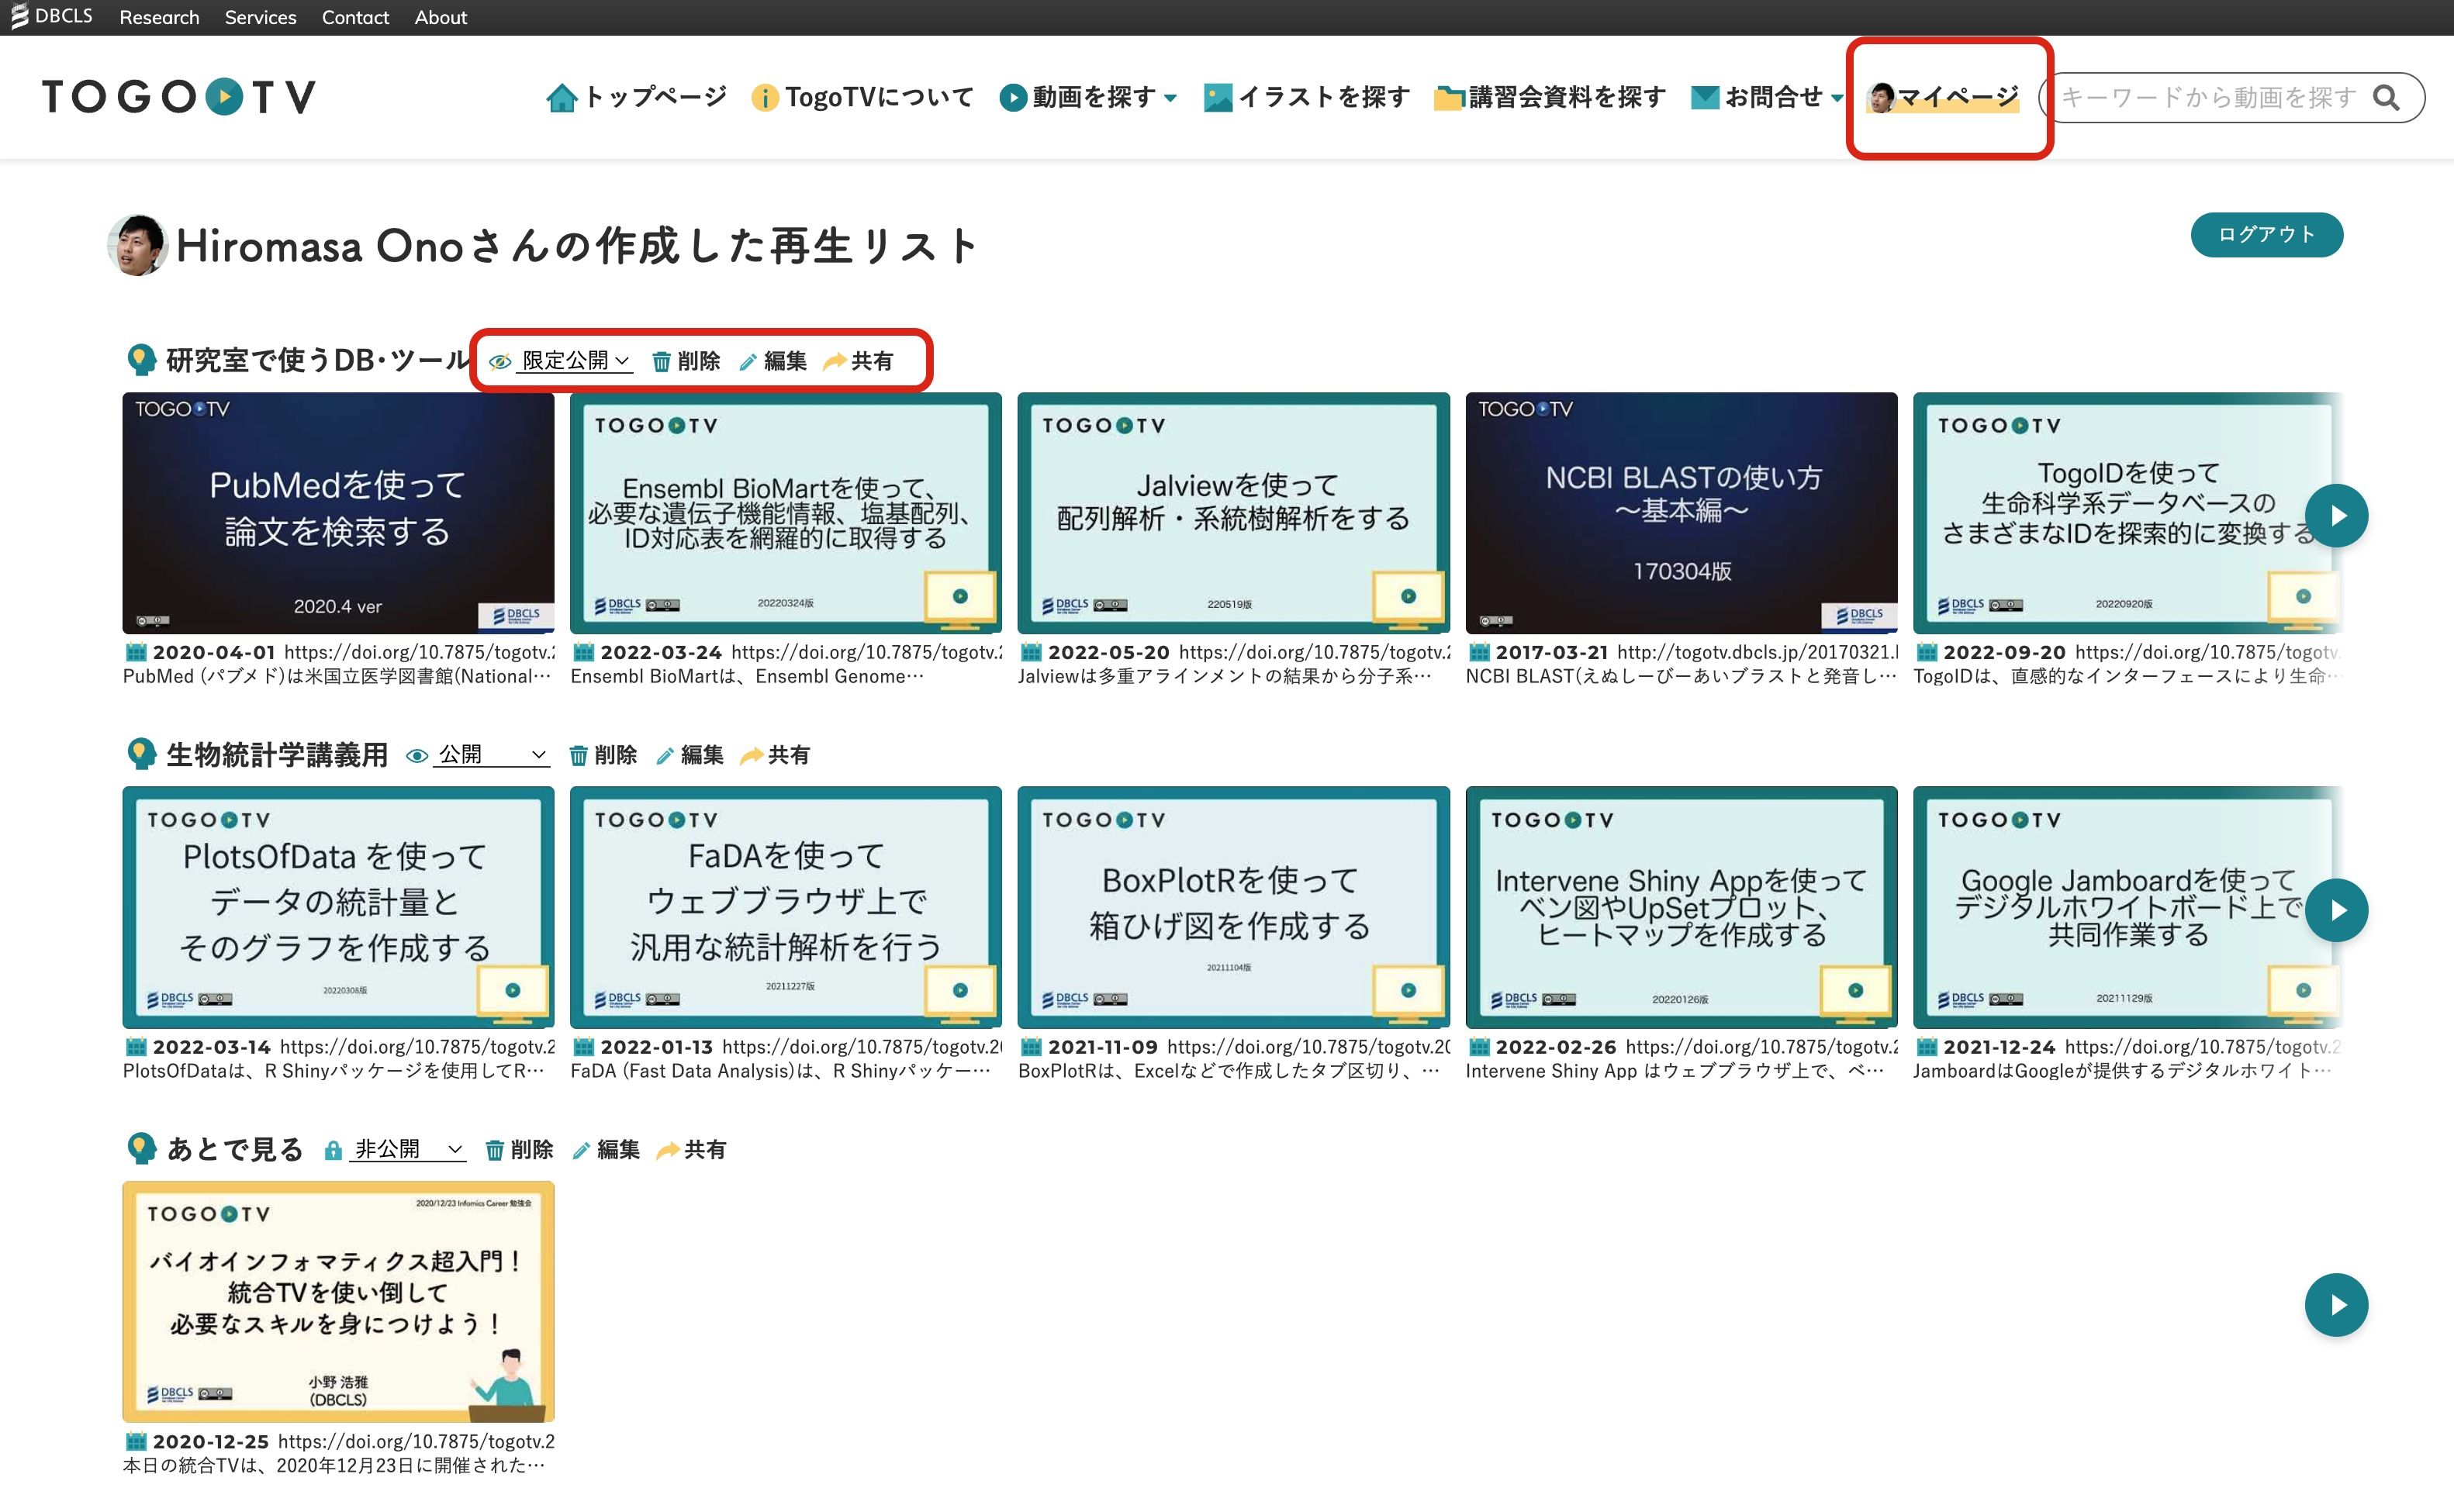 DBCLS Research Services Contact About
TOGO TV トップページ TogoTVについて 動画を探す イラストを探す 講習会資料を探す お問合せ マイページ キーワードから動画を探す
Hiromasa Onoさんの作成した再生リスト ログアウト
研究室で使うDB・ツール 限定公開 削除 編集 共有
TOGO TV
PubMedを使って
論文を検索する
2020.4 ver
DBCLS
2020-04-01 https://doi.org/10.7875/togotv.2
PubMed (パブメド)は米国立医学図書館(National…
TOGO TV
Ensembl BioMartを使って、
必要な遺伝子機能情報、塩基配列、
ID対応表を網羅的に取得する
DBCLS 20220324版
2022-03-24 https://doi.org/10.7875/togotv.2
Ensembl BioMartは、Ensembl Genome…
TOGO TV
Jalviewを使って
配列解析・系統樹解析をする
DBCLS 220519版
2022-05-20 https://doi.org/10.7875/togotv.2
Jalviewは多重アラインメントの結果から分子系…
TOGO TV
NCBI BLASTの使い方
〜基本編〜
170304版
DBCLS
2017-03-21 http://togotv.dbcls.jp/20170321.
NCBI BLAST(えぬしーびーあいブラストと発音し…
TOGO TV
TogoIDを使って
生命科学系データベースの
さまざまなIDを探索的に変換する
DBCLS 20220920版
2022-09-20 https://doi.org/10.7875/togotv.
TogoIDは、直感的なインターフェースにより生命…
生物統計学講義用 公開 削除 編集 共有
TOGO TV
PlotsOfData を使って
データの統計量と
そのグラフを作成する
DBCLS 20220308版
2022-03-14 https://doi.org/10.7875/togotv.2
PlotsOfDataは、R Shinyパッケージを使用してR…
TOGO TV
FaDAを使って
ウェブブラウザ上で
汎用な統計解析を行う
DBCLS 20211227版
2022-01-13 https://doi.org/10.7875/togotv.20
FaDA (Fast Data Analysis)は、R Shinyパッケー…
TOGO TV
BoxPlotRを使って
箱ひげ図を作成する
20211104版
DBCLS
2021-11-09 https://doi.org/10.7875/togotv.20
BoxPlotRは、Excelなどで作成したタブ区切り、…
TOGO TV
Intervene Shiny Appを使って
ベン図やUpSetプロット、
ヒートマップを作成する
DBCLS 20220126版
2022-02-26 https://doi.org/10.7875/togotv.2
Intervene Shiny App はウェブブラウザ上で、ベ…
TOGO TV
Google Jamboardを使って
デジタルホワイトボード上で
共同作業する
DBCLS 20211129版
2021-12-24 https://doi.org/10.7875/togotv.2
JamboardはGoogleが提供するデジタルホワイト…
あとで見る 非公開 削除 編集 共有
2020/12/23 Infomics Career 勉強会
TOGO TV
バイオインフォマティクス超入門！
統合TVを使い倒して
必要なスキルを身につけよう！
小野 浩雅
(DBCLS)
DBCLS
2020-12-25 https://doi.org/10.7875/togotv.2
本日の統合TVは、2020年12月23日に開催された…